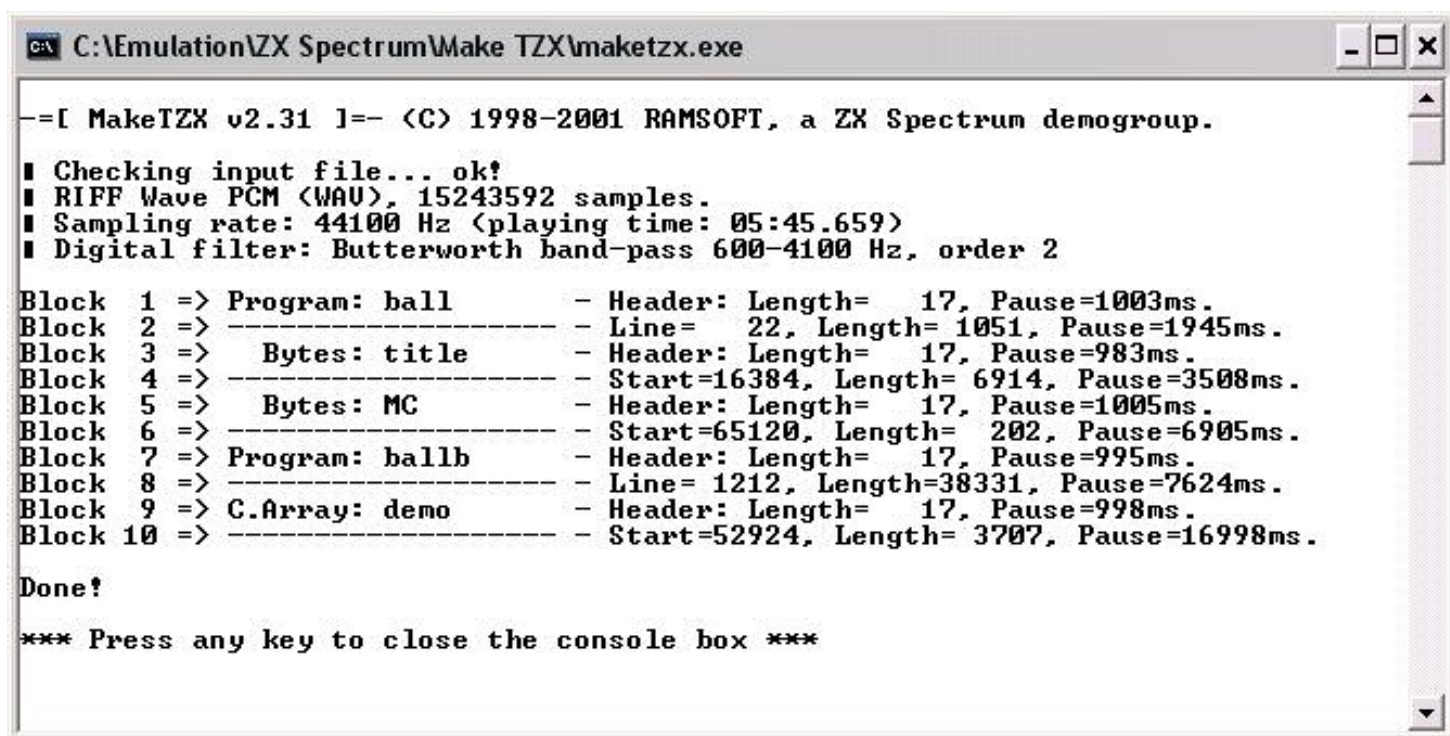 C:\Emulation\ZX Spectrum\Make TZX\maketzx.exe
-=[ MakeTZX v2.31 ]=- (C) 1998-2001 RAMSOFT, a ZX Spectrum demogroup.
Checking input file... ok!
RIFF Wave PCM (WAV), 15243592 samples.
Sampling rate: 44100 Hz (playing time: 05:45.659)
Digital filter: Butterworth band-pass 600-4100 Hz, order 2
Block  1 => Program: ball       - Header: Length=   17, Pause=1003ms.
Block  2 => ------------------- - Line=   22, Length= 1051, Pause=1945ms.
Block  3 =>   Bytes: title      - Header: Length=   17, Pause=983ms.
Block  4 => ------------------- - Start=16384, Length= 6914, Pause=3508ms.
Block  5 =>   Bytes: MC         - Header: Length=   17, Pause=1005ms.
Block  6 => ------------------- - Start=65120, Length=  202, Pause=6905ms.
Block  7 => Program: ballb      - Header: Length=   17, Pause=995ms.
Block  8 => ------------------- - Line= 1212, Length=38331, Pause=7624ms.
Block  9 => C.Array: demo       - Header: Length=   17, Pause=998ms.
Block 10 => ------------------- - Start=52924, Length= 3707, Pause=16998ms.
Done!
*** Press any key to close the console box ***